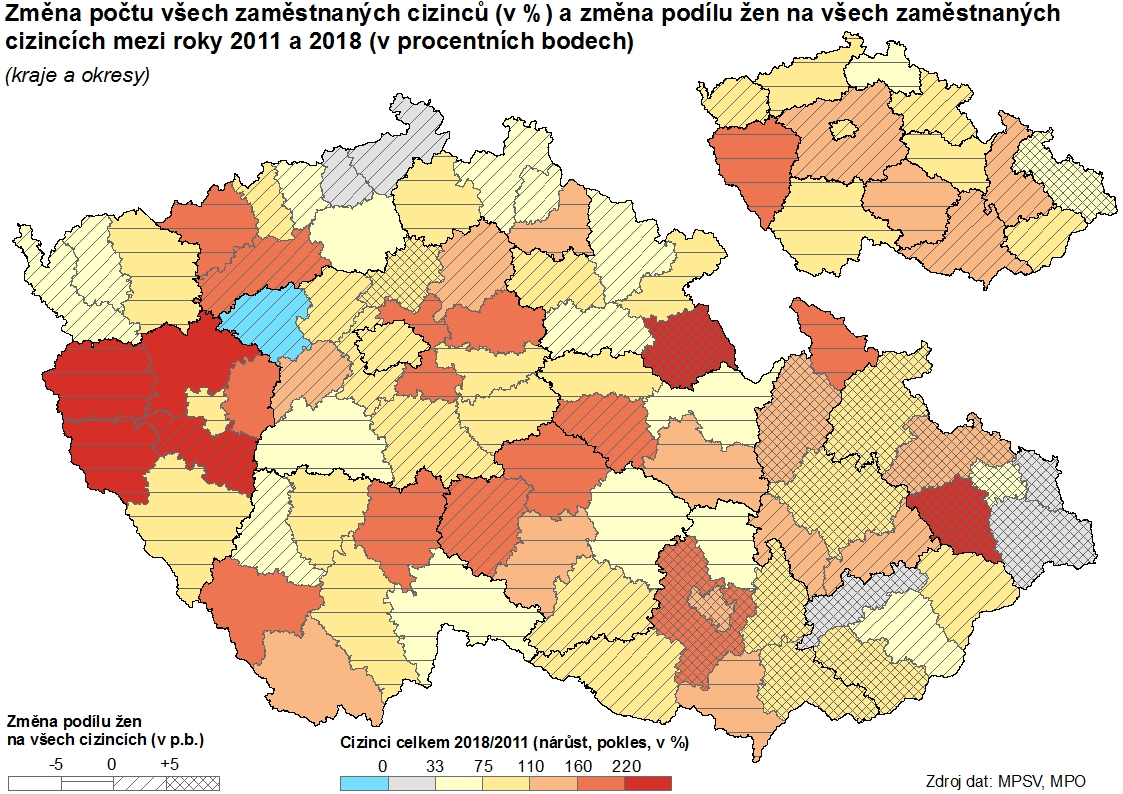 Změna počtu všech zaměstnaných cizinců (v %) a změna podílu žen na všech zaměstnaných
cizincích mezi roky 2011 a 2018 (v procentních bodech)
(kraje a okresy)
Změna podílu žen
na všech cizincích (v p.b.)
-5 0 +5
Cizinci celkem 2018/2011 (nárůst, pokles, v %)
0 33 75 110 160 220
Zdroj dat: MPSV, MPO